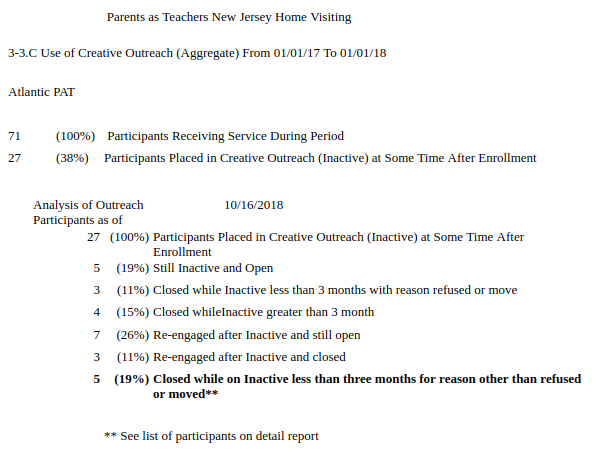 Parents as Teachers New Jersey Home Visiting
3-3.C Use of Creative Outreach (Aggregate) From 01/01/17 To 01/01/18
Atlantic PAT
71 (100%) Participants Receiving Service During Period
27 (38%) Participants Placed in Creative Outreach (Inactive) at Some Time After Enrollment
Analysis of Outreach 10/16/2018
Participants as of
27 (100%) Participants Placed in Creative Outreach (Inactive) at Some Time After
Enrollment
5 (19%) Still Inactive and Open
3 (11%) Closed while Inactive less than 3 months with reason refused or move
4 (15%) Closed whileInactive greater than 3 month
7 (26%) Re-engaged after Inactive and still open
3 (11%) Re-engaged after Inactive and closed
5 (19%) Closed while on Inactive less than three months for reason other than refused
or moved**
** See list of participants on detail report